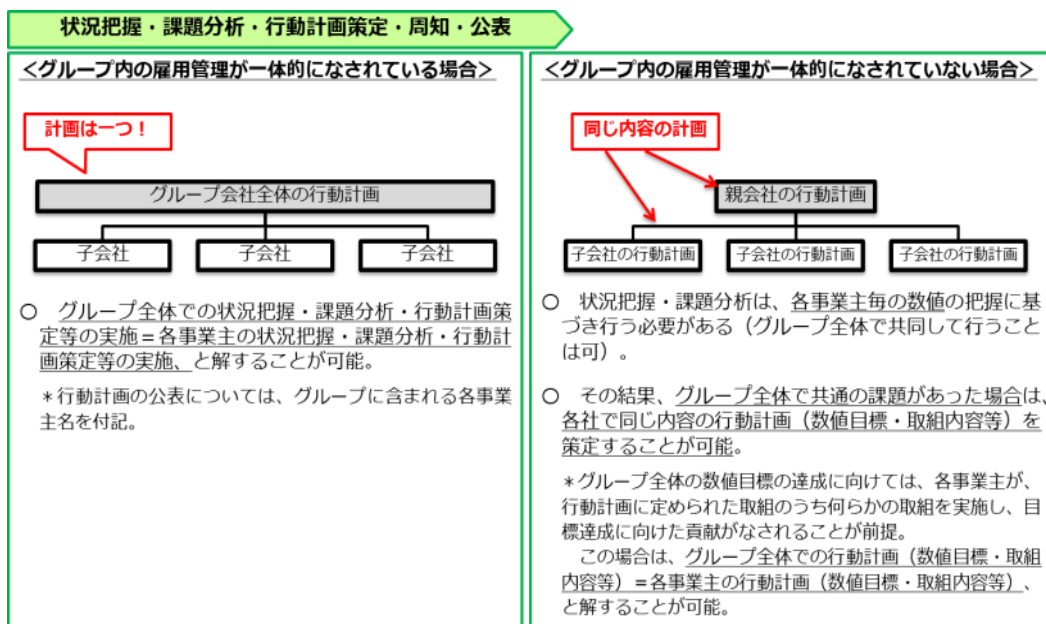 状況把握・課題分析・行動計画策定・周知・公表
＜グループ内の雇用管理が一体的になされている場合＞
計画は一つ！
グループ会社全体の行動計画
子会社
子会社
子会社
○ グループ全体での状況把握・課題分析・行動計画策
定等の実施＝各事業主の状況把握・課題分析・行動計
画策定等の実施、と解することが可能。
＊行動計画の公表については、グループに含まれる各事業
主名を付記。
＜グループ内の雇用管理が一体的になされていない場合＞
同じ内容の計画
親会社の行動計画
子会社の行動計画
子会社の行動計画
子会社の行動計画
○ 状況把握・課題分析は、各事業主毎の数値の把握に基
づき行う必要がある（グループ全体で共同して行うこと
は可）。
○ その結果、グループ全体で共通の課題があった場合は、
各社で同じ内容の行動計画（数値目標・取組内容等）を
策定することが可能。
＊グループ全体の数値目標の達成に向けては、各事業主が、
行動計画に定められた取組のうち何らかの取組を実施し、目
標達成に向けた貢献がなされることが前提。
この場合は、グループ全体での行動計画（数値目標・取組
内容等）＝各事業主の行動計画（数値目標・取組内容等）、
と解することが可能。